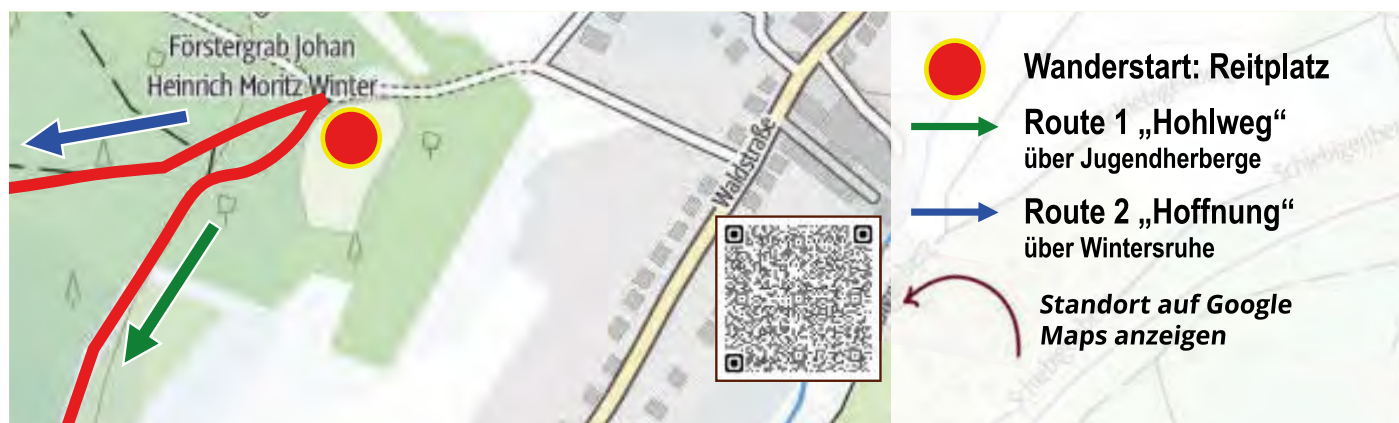 Förstergrab Johan
Heinrich Moritz Winter
Waldstraße
Wanderstart: Reitplatz
Route 1 „Hohlweg“
über Jugendherberge
Route 2 „Hoffnung“
über Wintersruhe
Standort auf Google
Maps anzeigen